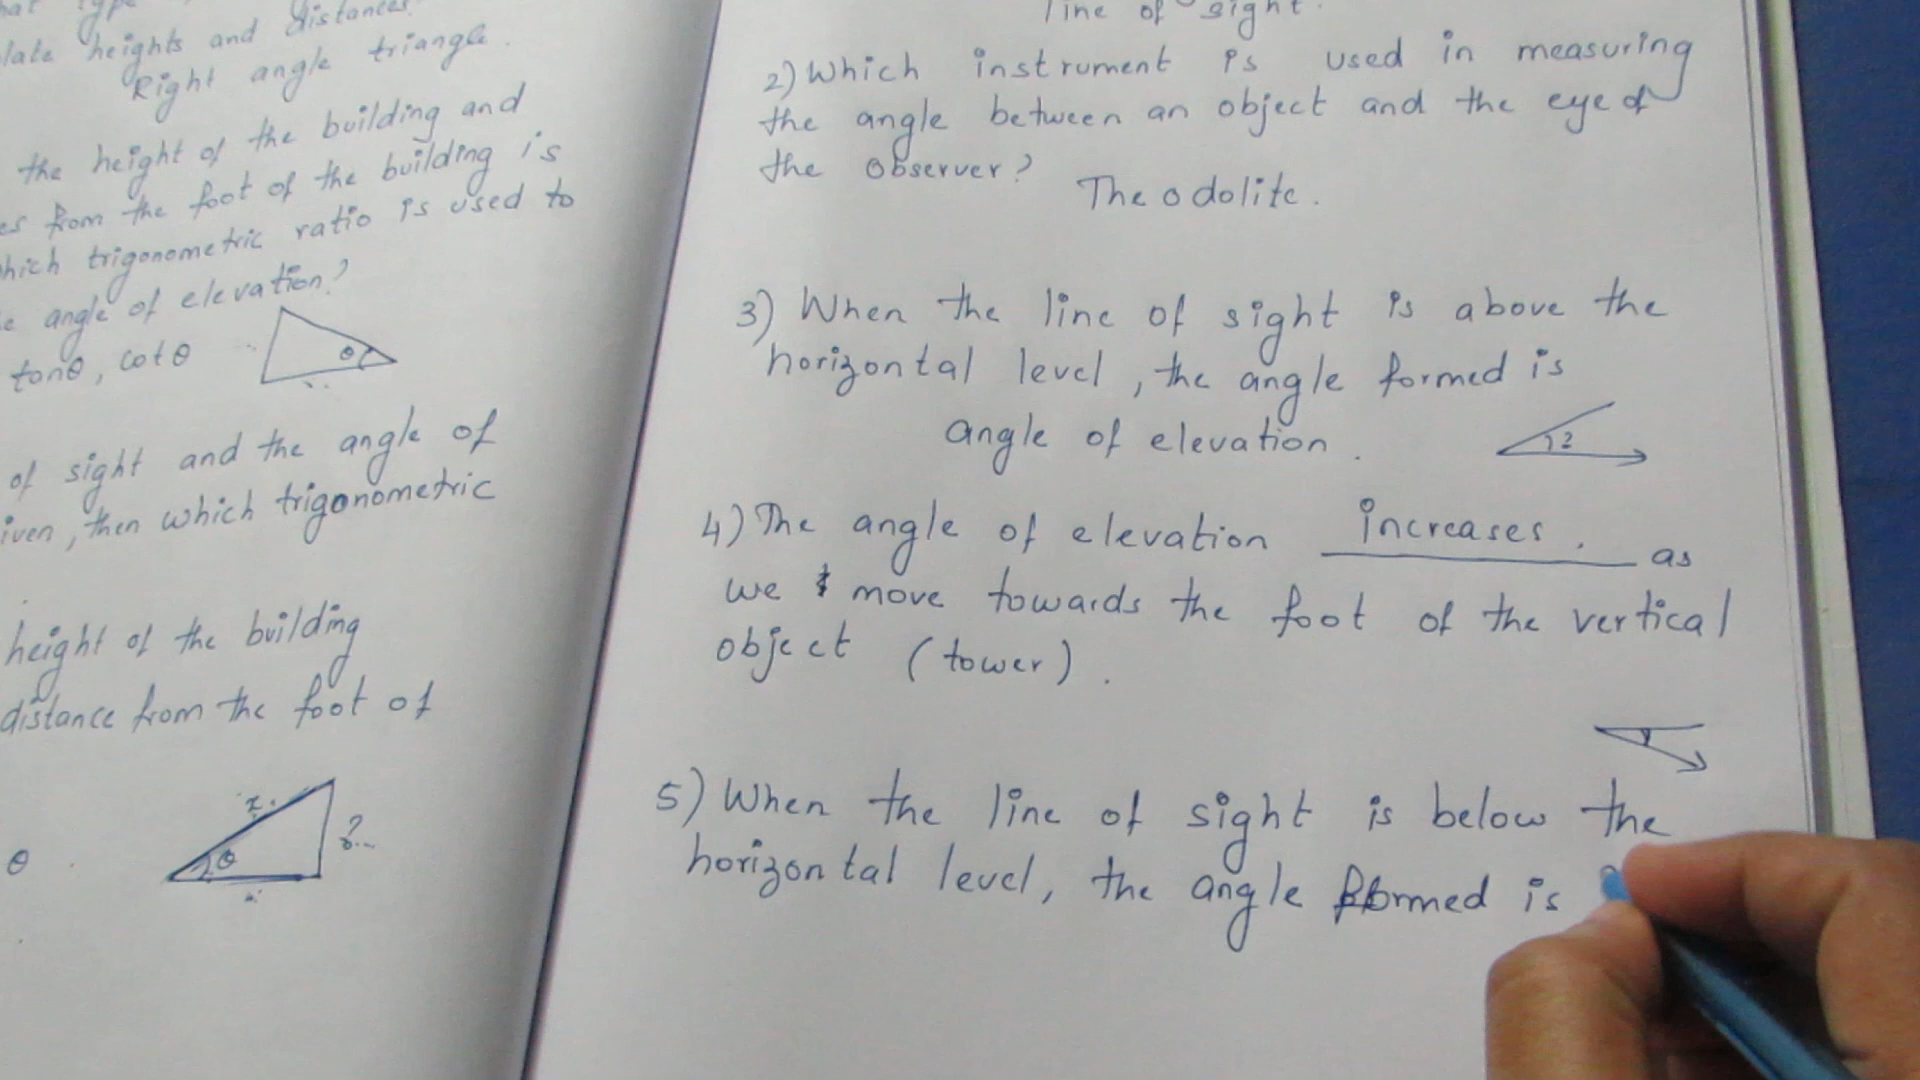 late heights and distances
Right angle triangle.
the height of the building and
es from the foot of the building is
hich trigonometric ratio is used to
e angle of elevation?
tanθ, cotθ
θ
of sight and the angle of
iven, then which trigonometric
height of the building
distance from the foot of
x
θ
?
θ
line of sight.
2) Which instrument is used in measuring
the angle between an object and the eye of
the observer?
Theodolite.
3) When the line of sight is above the
horizontal level, the angle formed is
angle of elevation.
?
4) The angle of elevation increases. as
we move towards the foot of the vertical
object (tower).
5) When the line of sight is below the
horizontal level, the angle formed is